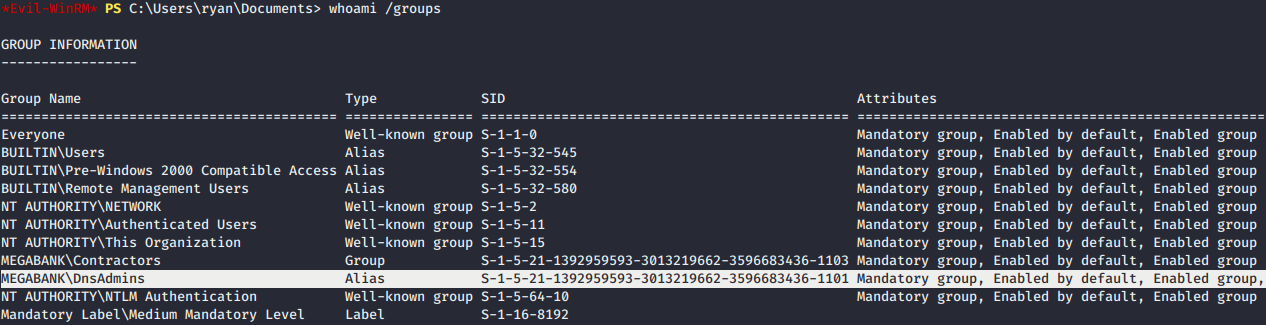 *Evil-WinRM* PS C:\Users\ryan\Documents> whoami /groups
GROUP INFORMATION
-----------------
Group Name                                 Type             SID                                            Attributes
========================================== ================ ============================================== ==================================================
Everyone                                   Well-known group S-1-1-0                                        Mandatory group, Enabled by default, Enabled group
BUILTIN\Users                              Alias            S-1-5-32-545                                   Mandatory group, Enabled by default, Enabled group
BUILTIN\Pre-Windows 2000 Compatible Access Alias            S-1-5-32-554                                   Mandatory group, Enabled by default, Enabled group
BUILTIN\Remote Management Users            Alias            S-1-5-32-580                                   Mandatory group, Enabled by default, Enabled group
NT AUTHORITY\NETWORK                       Well-known group S-1-5-2                                        Mandatory group, Enabled by default, Enabled group
NT AUTHORITY\Authenticated Users           Well-known group S-1-5-11                                       Mandatory group, Enabled by default, Enabled group
NT AUTHORITY\This Organization             Well-known group S-1-5-15                                       Mandatory group, Enabled by default, Enabled group
MEGABANK\Contractors                       Group            S-1-5-21-1392959593-3013219662-3596683436-1103 Mandatory group, Enabled by default, Enabled group
MEGABANK\DnsAdmins                         Alias            S-1-5-21-1392959593-3013219662-3596683436-1101 Mandatory group, Enabled by default, Enabled group,
NT AUTHORITY\NTLM Authentication           Well-known group S-1-5-64-10                                    Mandatory group, Enabled by default, Enabled group
Mandatory Label\Medium Mandatory Level     Label            S-1-16-8192